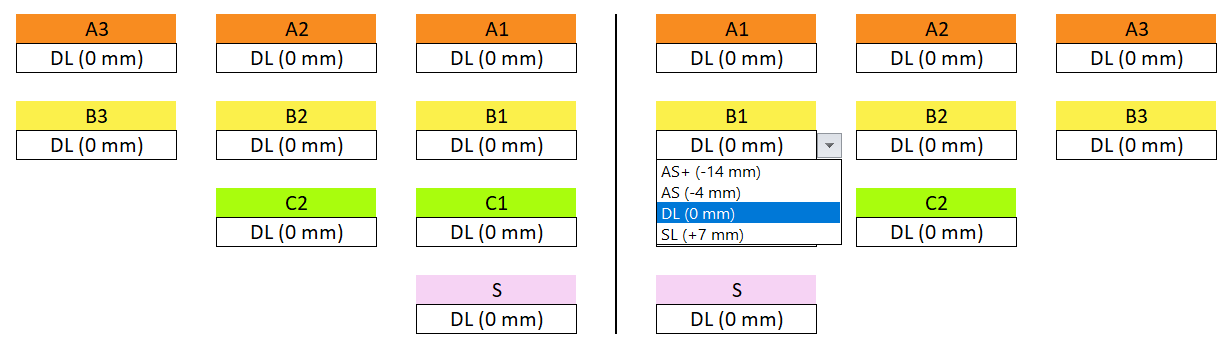 A3 A2 A1 A1 A2 A3
DL (0 mm) DL (0 mm) DL (0 mm) DL (0 mm) DL (0 mm) DL (0 mm)
B3 B2 B1 B1 B2 B3
DL (0 mm) DL (0 mm) DL (0 mm) DL (0 mm) DL (0 mm) DL (0 mm)
AS+ (-14 mm)
AS (-4 mm)
C2 C1 DL (0 mm) C2
DL (0 mm) DL (0 mm) SL (+7 mm) DL (0 mm)
S S
DL (0 mm) DL (0 mm)